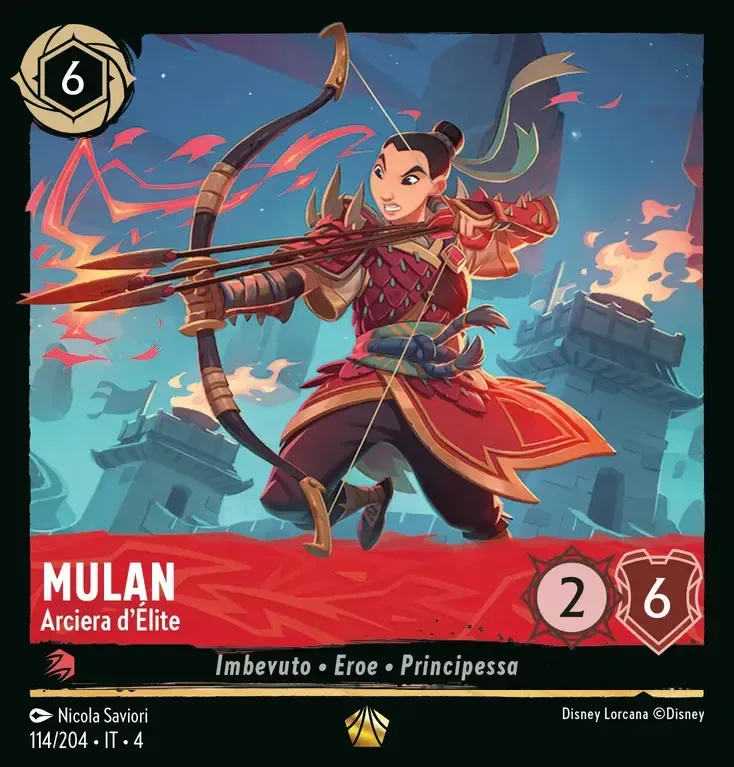 6
MULAN
Arciera d'Élite
2
6
Imbevuto • Eroe • Principessa
Nicola Saviori
Disney Lorcana ©Disney
114/204 • IT • 4